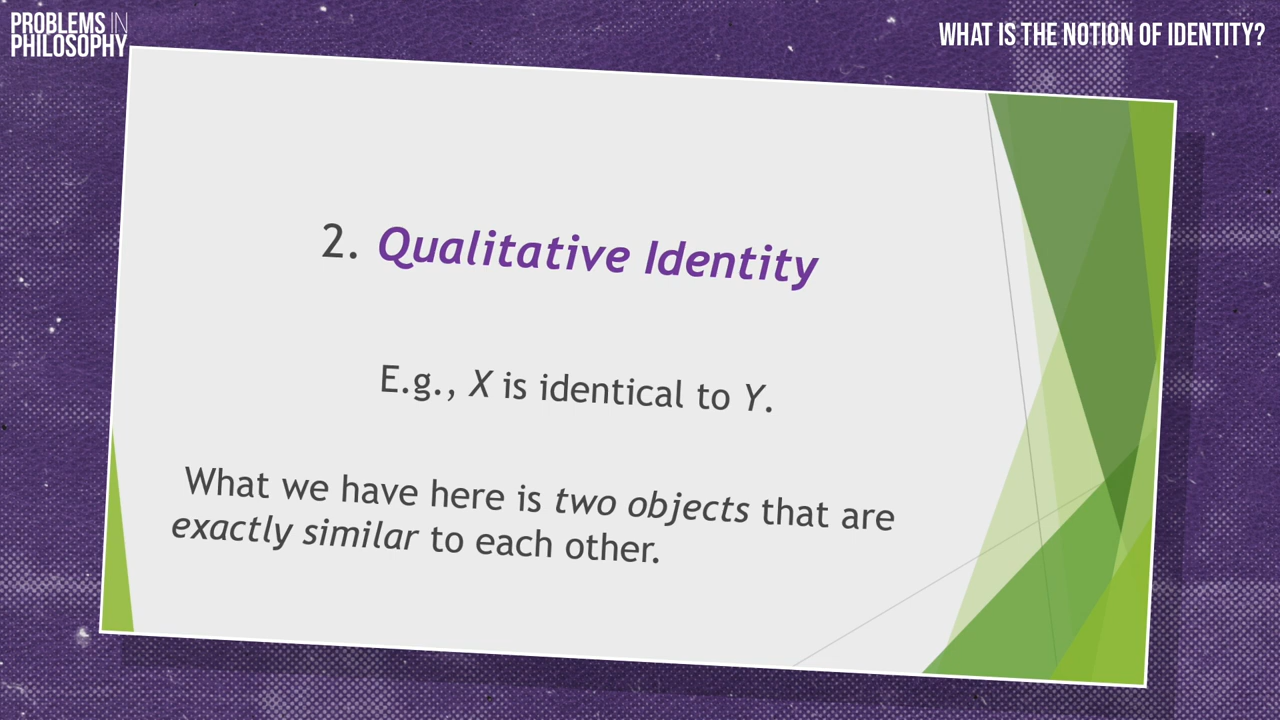 PROBLEMS IN
PHILOSOPHY
WHAT IS THE NOTION OF IDENTITY?
2. Qualitative Identity
E.g., X is identical to Y.
What we have here is two objects that are
exactly similar to each other.